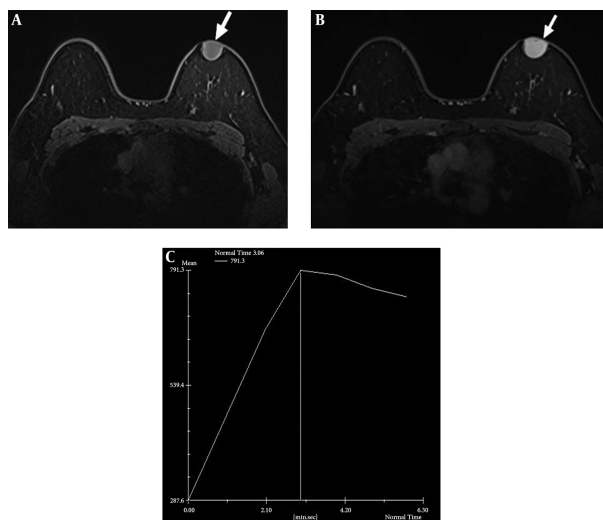 A
B
C
Normal Time 3.06
Mean
791.3
791.3
539.4
287.6
0.00
2.10
4.20
6.30
[min.sec]
Normal Time